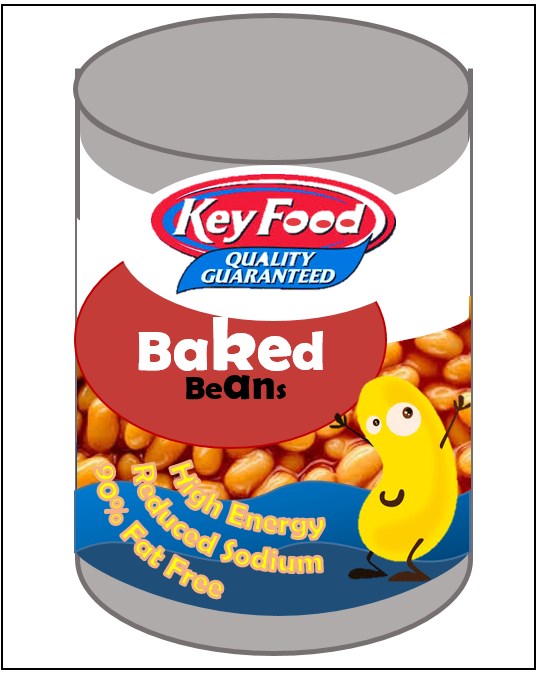 Key Food
QUALITY
GUARANTEED
Baked
Beans
High Energy
Reduced Sodium
90% Fat Free